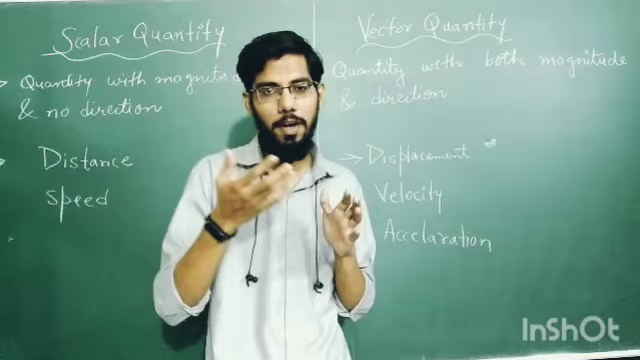 Scalar Quantity
Quantity with magnitu
& no direction
Distance
Speed
Vector Quantity
Quantity with both magnitude
& direction
→ Displacement
Velocity
Accelaration
InShOt